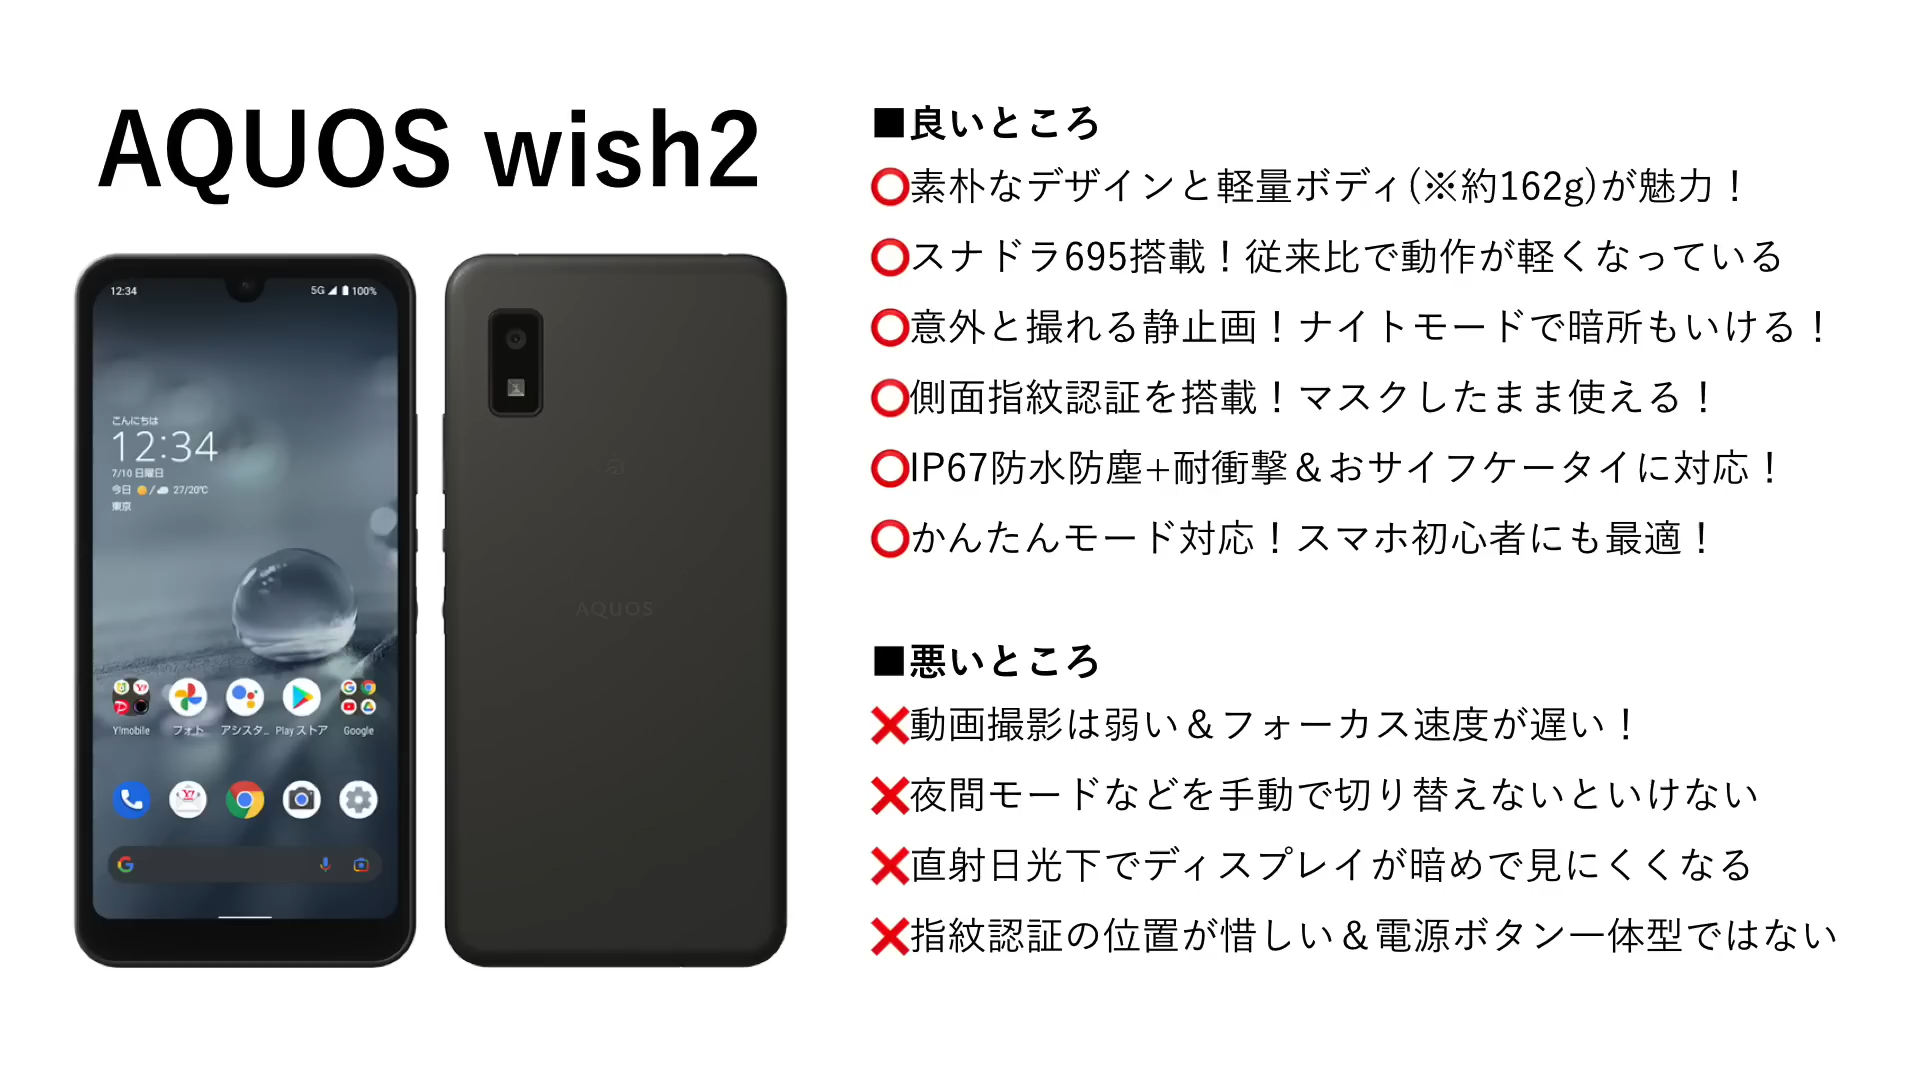 AQUOS wish2
■良いところ
⭕素朴なデザインと軽量ボディ(※約162g)が魅力！
⭕スナドラ695搭載！従来比で動作が軽くなっている
⭕意外と撮れる静止画！ナイトモードで暗所もいける！
⭕側面指紋認証を搭載！マスクしたまま使える！
⭕IP67防水防塵+耐衝撃＆おサイフケータイに対応！
⭕かんたんモード対応！スマホ初心者にも最適！
■悪いところ
❌動画撮影は弱い＆フォーカス速度が遅い！
❌夜間モードなどを手動で切り替えないといけない
❌直射日光下でディスプレイが暗めで見にくくなる
❌指紋認証の位置が惜しい＆電源ボタン一体型ではない
12:34 5G 100%
こんにちは
12:34
7/10 日曜日
今日 / 27/20℃
東京
Y!mobile フォト アシスタ... Play ストア Google
AQUOS